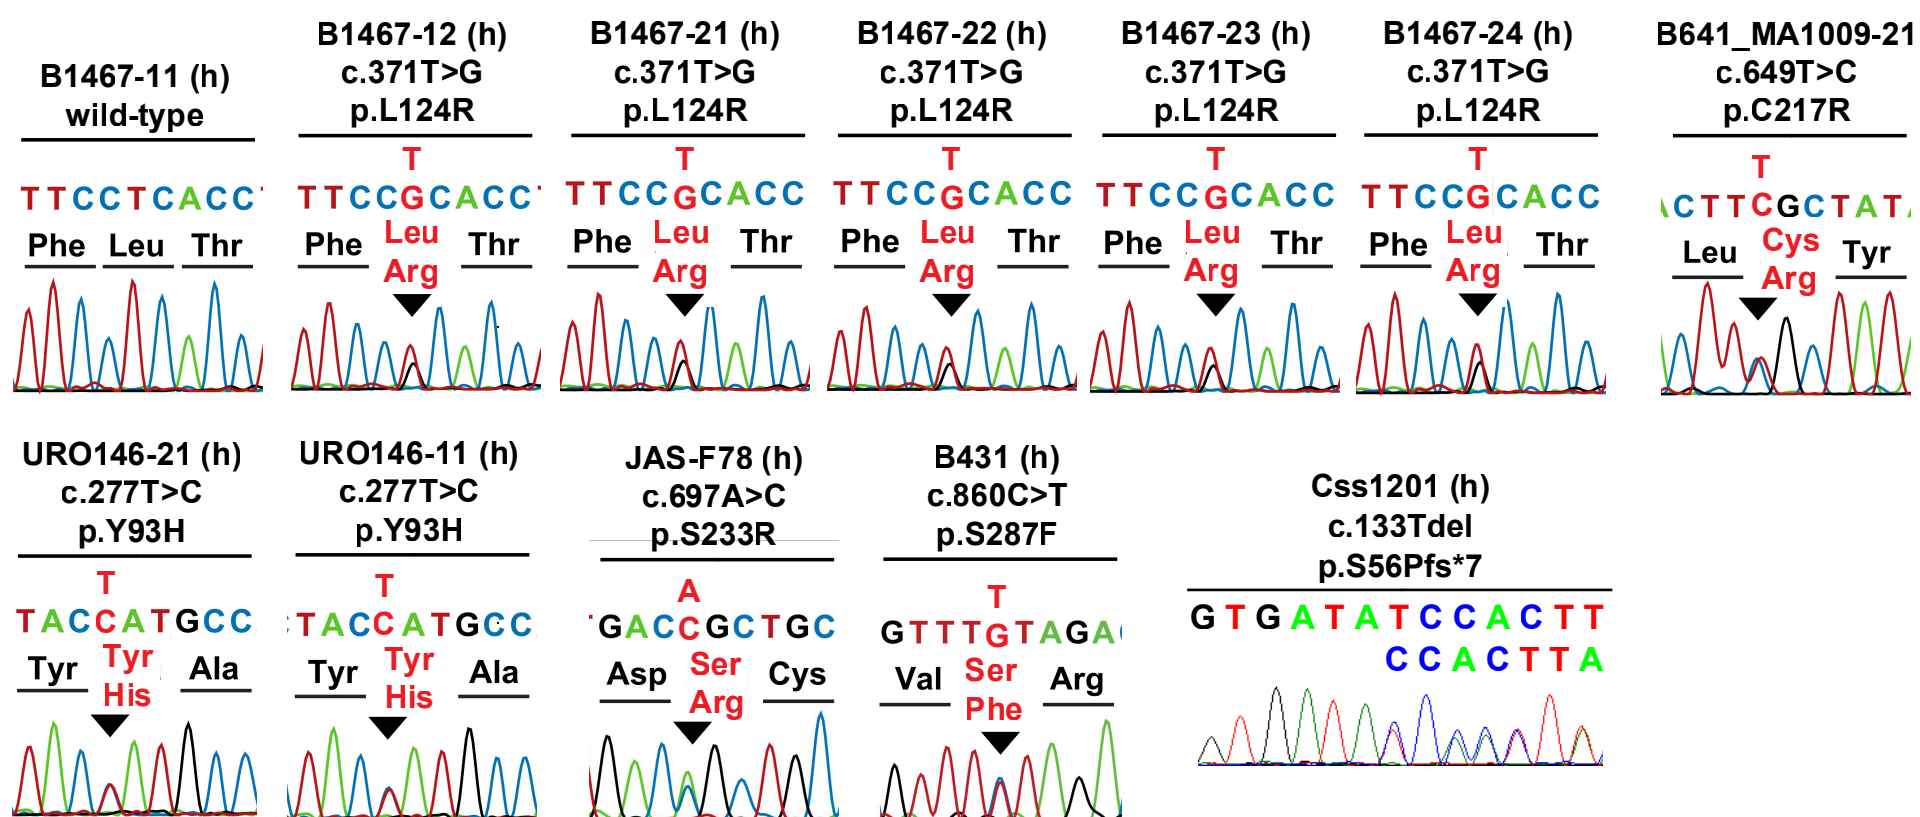 B1467-11 (h)
wild-type
TTCCTCACC
Phe Leu Thr
B1467-12 (h)
c.371T>G
p.L124R
T
TTCCGCACC
Phe Leu Thr
Arg
B1467-21 (h)
c.371T>G
p.L124R
T
TTCCGCACC
Phe Leu Thr
Arg
B1467-22 (h)
c.371T>G
p.L124R
T
TTCCGCACC
Phe Leu Thr
Arg
B1467-23 (h)
c.371T>G
p.L124R
T
TTCCGCACC
Phe Leu Thr
Arg
B1467-24 (h)
c.371T>G
p.L124R
T
TTCCGCACC
Phe Leu Thr
Arg
B641_MA1009-21
c.649T>C
p.C217R
T
ACTTCGCTATA
Leu Cys Tyr
Arg
URO146-21 (h)
c.277T>C
p.Y93H
T
TACCATGCC
Tyr Tyr Ala
His
URO146-11 (h)
c.277T>C
p.Y93H
T
TACCATGCC
Tyr Tyr Ala
His
JAS-F78 (h)
c.697A>C
p.S233R
A
GACCGCTGC
Asp Ser Cys
Arg
B431 (h)
c.860C>T
p.S287F
T
GTTTGTAGA
Val Ser Arg
Phe
Css1201 (h)
c.133Tdel
p.S56Pfs*7
GTGATATCCACTT
CCACTTA